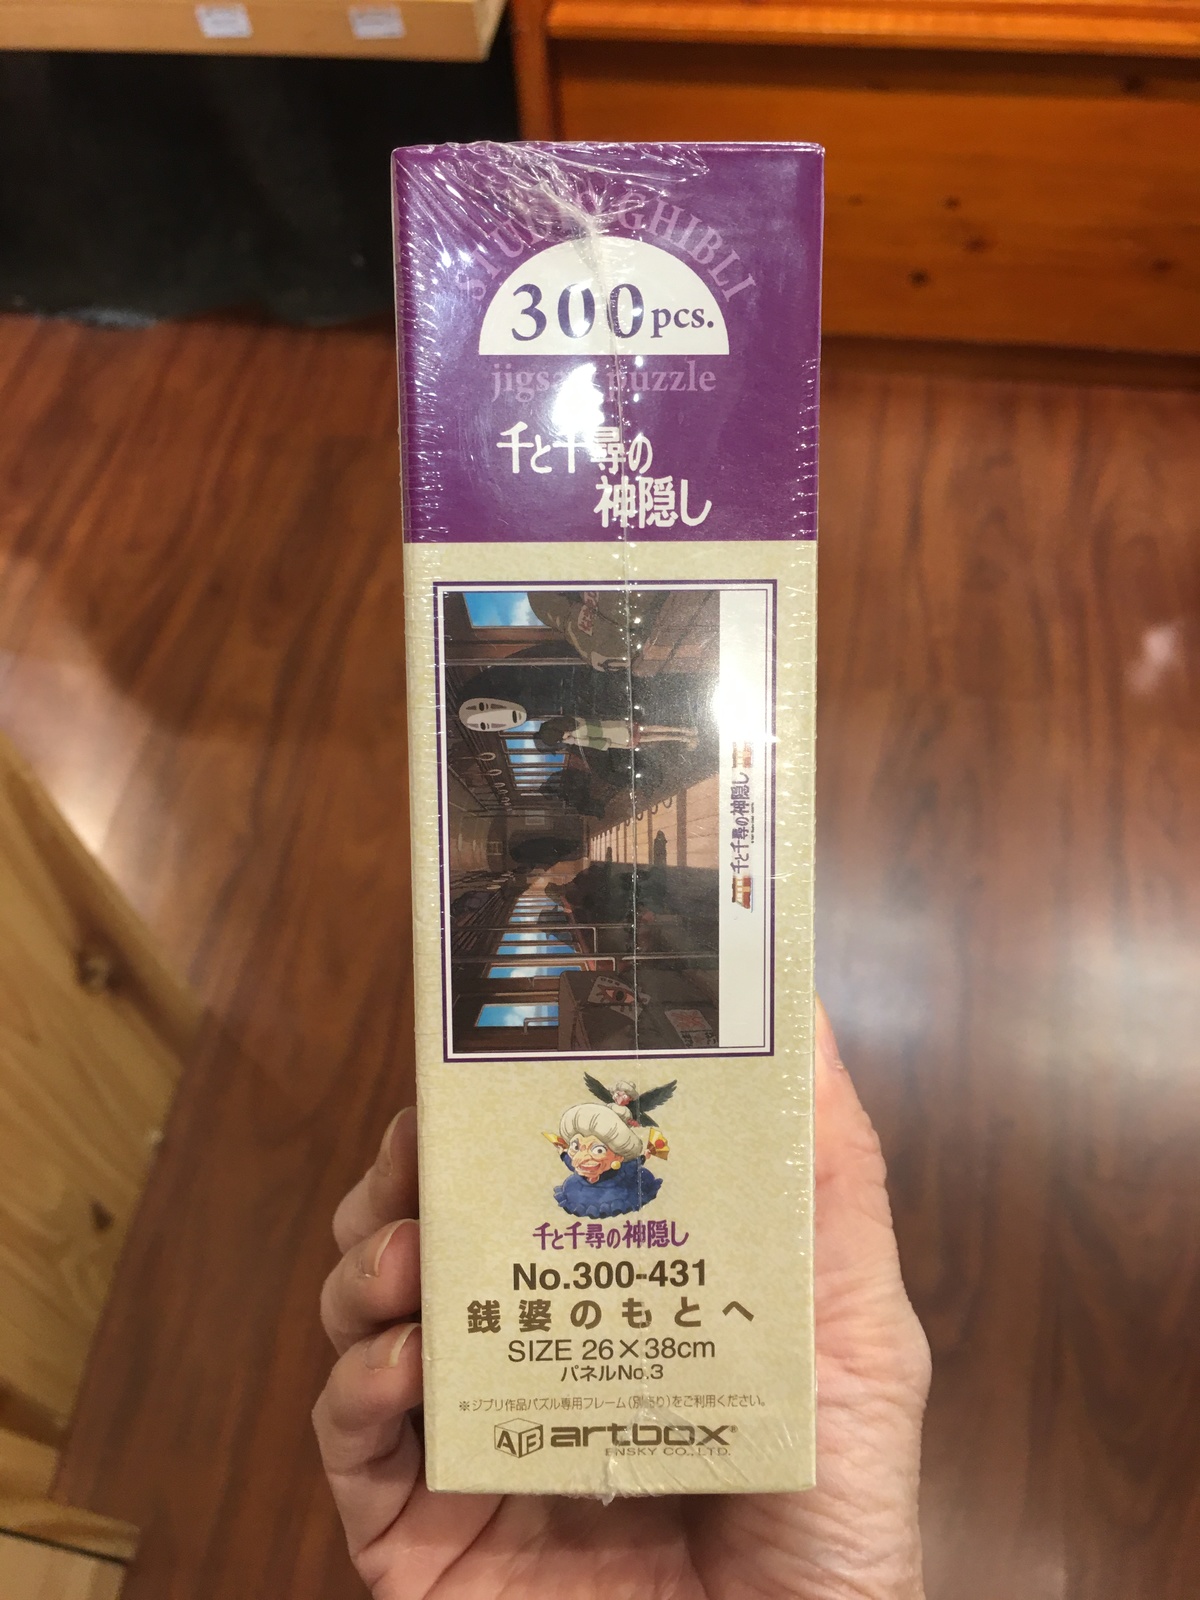 STUDIO GHIBLI
300pcs.
jigsaw puzzle
千と千尋の
神隠し
千と千尋の神隠し
千と千尋の神隠し
No.300-431
銭婆のもとへ
SIZE 26×38cm
パネルNo.3
※ジブリ作品パズル専用フレーム(別売り)をご利用ください。
AB artbox®
ENSKY CO.,LTD.